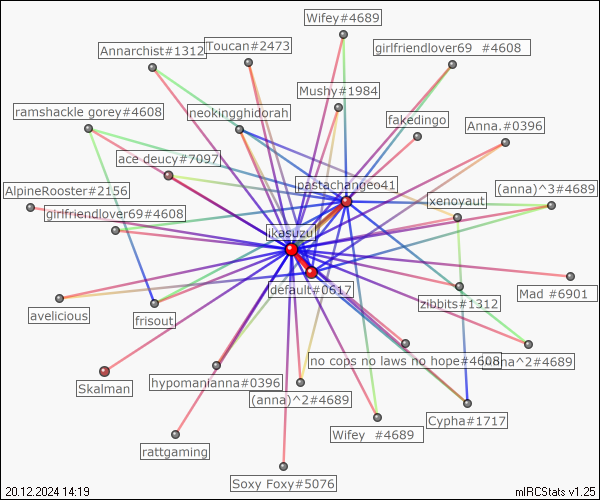 Wifey#4689
Annarchist#1312
Toucan#2473
girlfriendlover69 #4608
Mushy#1984
ramshackle gorey#4608
neokingghidorah
fakedingo
Anna.#0396
ace deucy#7097
pastachangeo41
AlpineRooster#2156
(anna)^3#4689
xenoyaut
girlfriendlover69#4608
ikasuzu
default#0617
Mad #6901
zibbits#1312
avelicious
frisout
no cops no laws no hope#4608
^2#4689
Skalman
hypomanianna#0396
(anna)^2#4689
Cypha#1717
Wifey #4689
rattgaming
Soxy Foxy#5076
20.12.2024 14:19
mIRCStats v1.25